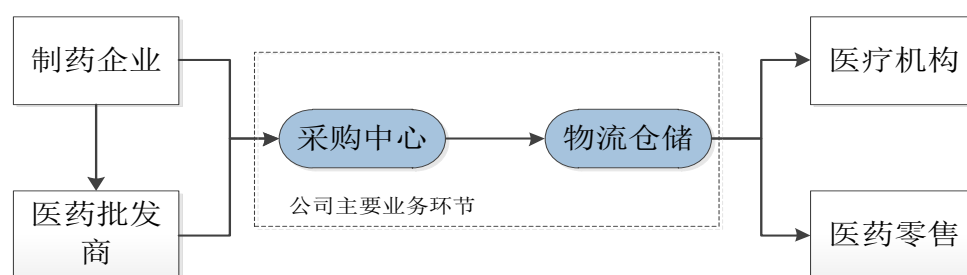 制药企业
医疗机构
采购中心
物流仓储
公司主要业务环节
医药批发
商
医药零售